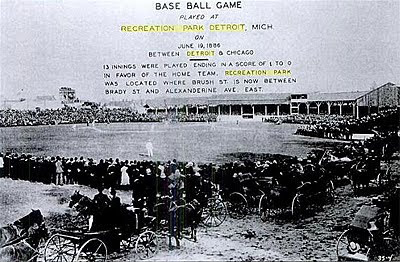 BASE BALL GAME
PLAYED AT
RECREATION PARK DETROIT, MICH.
ON
JUNE 19, 1886
BETWEEN DETROIT & CHICAGO
13 INNINGS WERE PLAYED ENDING IN A SCORE OF 1 TO 0
IN FAVOR OF THE HOME TEAM. RECREATION PARK
WAS LOCATED WHERE BRUSH ST. IS NOW BETWEEN
BRADY ST. AND ALEXANDERINE AVE. EAST.
35-Y